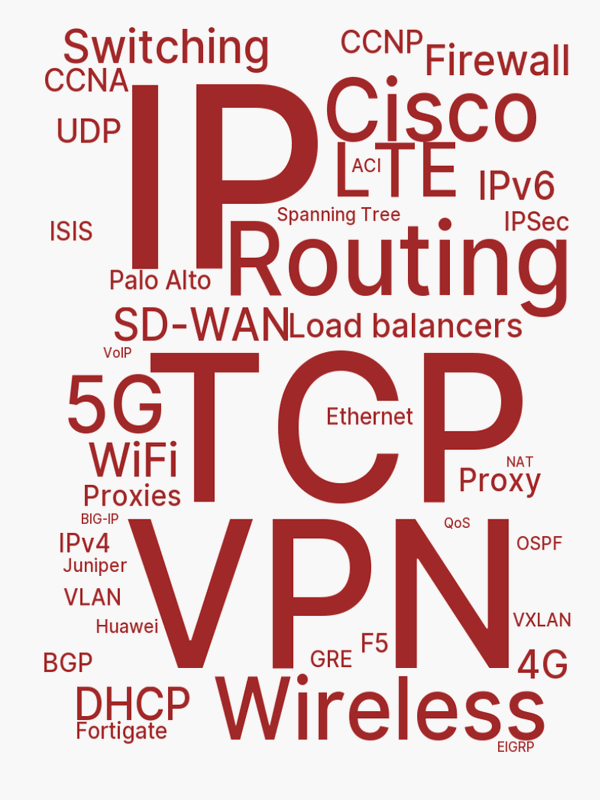 Switching
CCNP
Firewall
CCNA
IP
Cisco
UDP
LTE
ACI
IPv6
Spanning Tree
IPSec
ISIS
Routing
Palo Alto
SD-WAN
Load balancers
VoIP
TCP
5G
Ethernet
WiFi
NAT
Proxy
Proxies
BIG-IP
VPN
QoS
IPv4
OSPF
Juniper
VLAN
VXLAN
Huawei
F5
GRE
BGP
4G
DHCP
Wireless
Fortigate
EIGRP